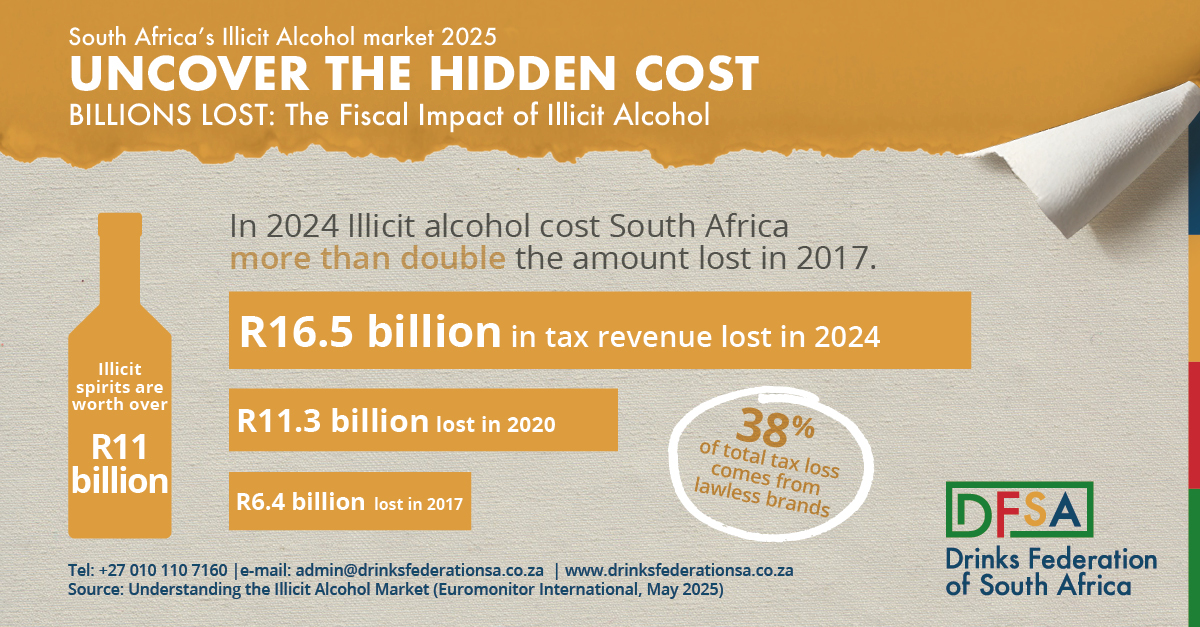 South Africa's Illicit Alcohol market 2025
UNCOVER THE HIDDEN COST
BILLIONS LOST: The Fiscal Impact of Illicit Alcohol
In 2024 Illicit alcohol cost South Africa
more than double the amount lost in 2017.
R16.5 billion in tax revenue lost in 2024
R11.3 billion lost in 2020
R6.4 billion lost in 2017
Illicit
spirits are
worth over
R11
billion
38%
of total tax loss
comes from
lawless brands
Tel: +27 010 110 7160 |e-mail: admin@drinksfederationsa.co.za | www.drinksfederationsa.co.za
Source: Understanding the Illicit Alcohol Market (Euromonitor International, May 2025)
DFSA
Drinks Federation
of South Africa